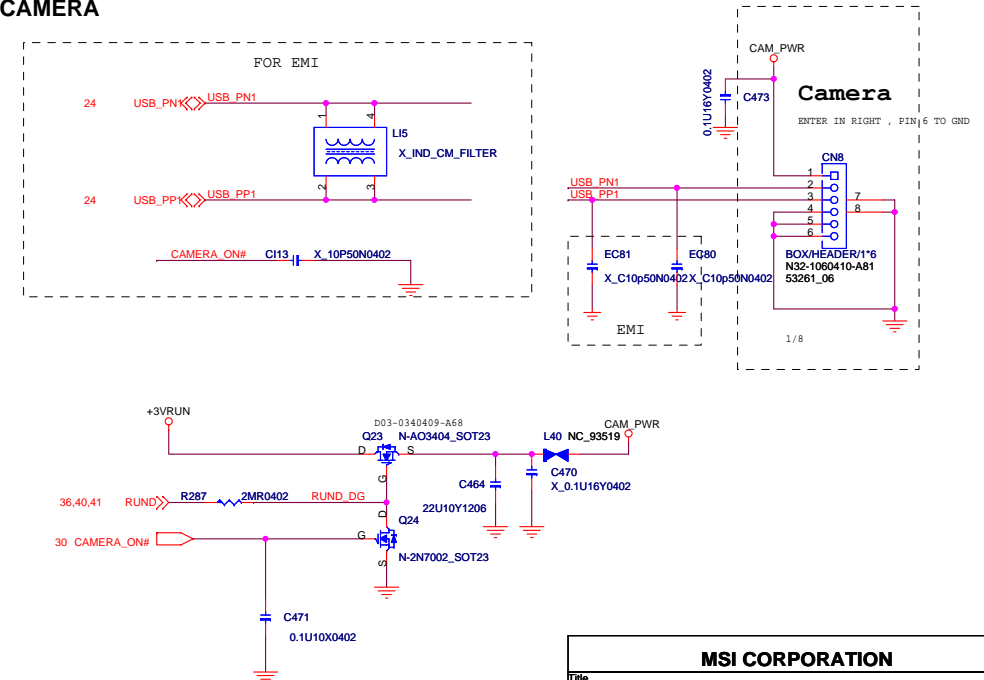 CAMERA
FOR EMI
24 USB_PN1 USB_PN1
1 4
LI5
X_IND_CM_FILTER
2 3
24 USB_PP1 USB_PP1
CAMERA_ON# CI13 X_10P50N0402
CAM_PWR
0.1U16Y0402 C473
Camera
ENTER IN RIGHT , PIN 6 TO GND
CN8
USB_PN1
USB_PP1
1
2
3
4
5
6
7
8
BOX/HEADER/1*6
N32-1060410-A81
53261_06
EC81 EC80
X_C10p50N0402 X_C10p50N0402
EMI
1/8
+3VRUN
D03-0340409-A68
Q23 N-AO3404_SOT23
D S
G
L40 NC_93519
CAM_PWR
C470
X_0.1U16Y0402
C464
22U10Y1206
36,40,41 RUND R287 2MR0402 RUND_DG
D
Q24
30 CAMERA_ON# G
N-2N7002_SOT23
S
C471
0.1U10X0402
MSI CORPORATION
Title